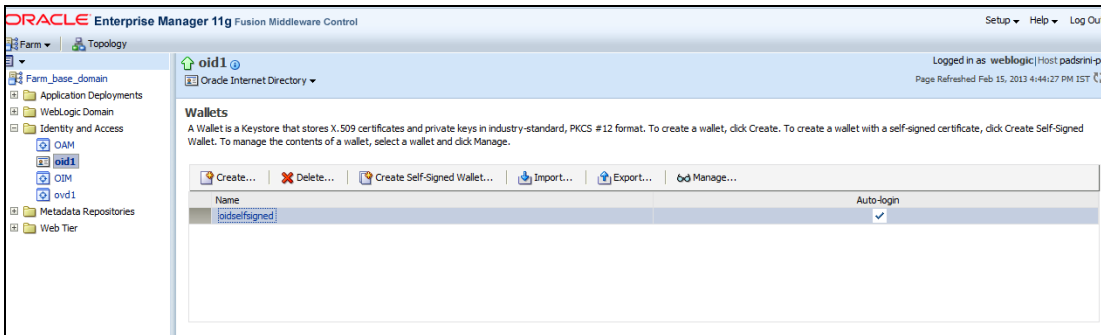 ORACLE Enterprise Manager 11g Fusion Middleware Control
Setup Help Log Ou
Farm Topology
Farm_base_domain
Application Deployments
WebLogic Domain
Identity and Access
OAM
oid1
OIM
ovd1
Metadata Repositories
Web Tier
oid1
Logged in as weblogic|Host padsrini-p
Oracle Internet Directory
Page Refreshed Feb 15, 2013 4:44:27 PM IST
Wallets
A Wallet is a Keystore that stores X.509 certificates and private keys in industry-standard, PKCS #12 format. To create a wallet, click Create. To create a wallet with a self-signed certificate, click Create Self-Signed
Wallet. To manage the contents of a wallet, select a wallet and click Manage.
Create... Delete... Create Self-Signed Wallet... Import... Export... Manage...
Name Auto-login
oidselfsigned